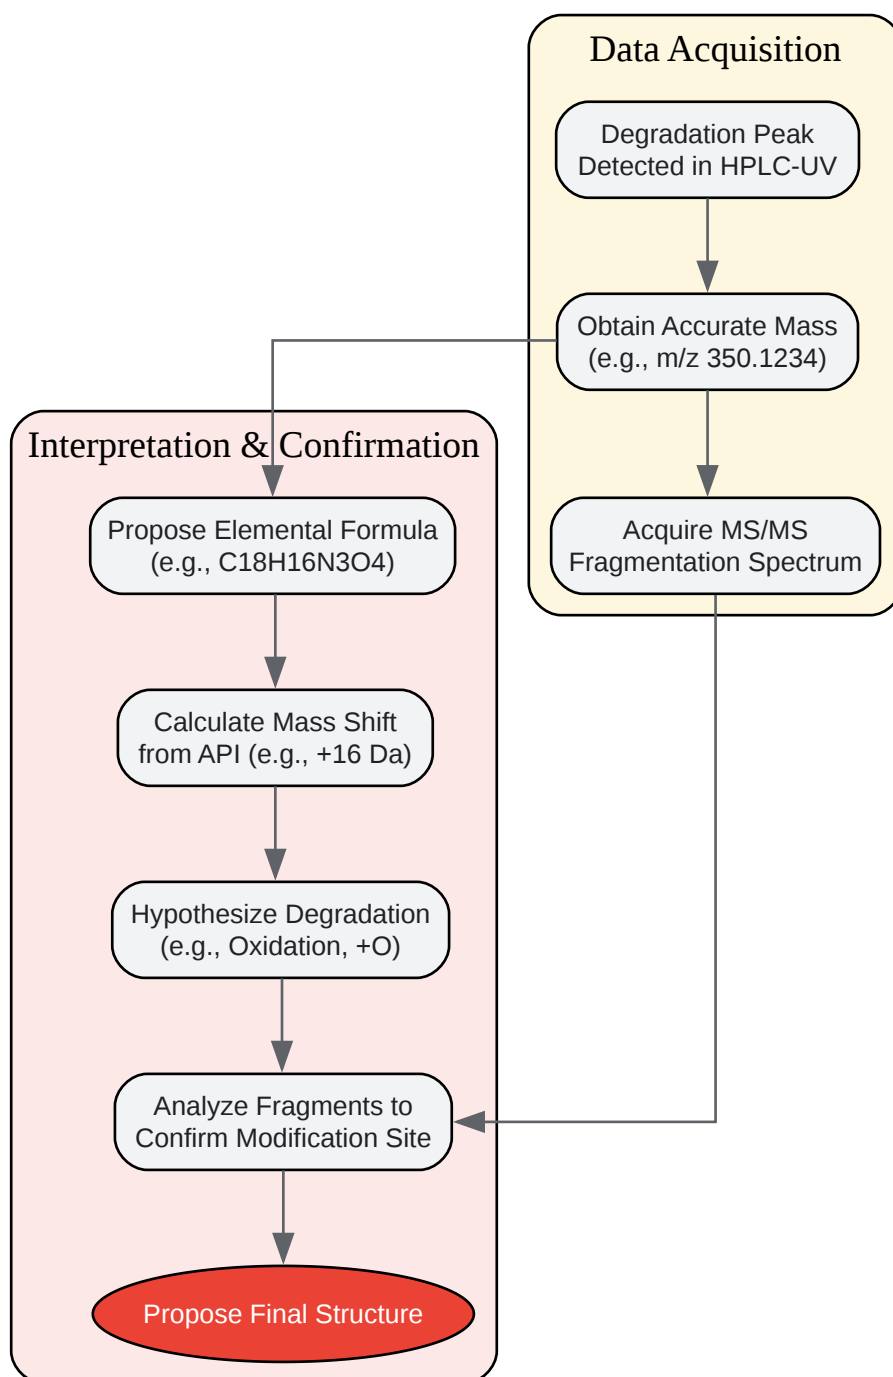 Data Acquisition
Degradation Peak
Detected in HPLC-UV
Obtain Accurate Mass
(e.g., m/z 350.1234)
Acquire MS/MS
Fragmentation Spectrum
Interpretation & Confirmation
Propose Elemental Formula
(e.g., C18H16N3O4)
Calculate Mass Shift
from API (e.g., +16 Da)
Hypothesize Degradation
(e.g., Oxidation, +O)
Analyze Fragments to
Confirm Modification Site
Propose Final Structure